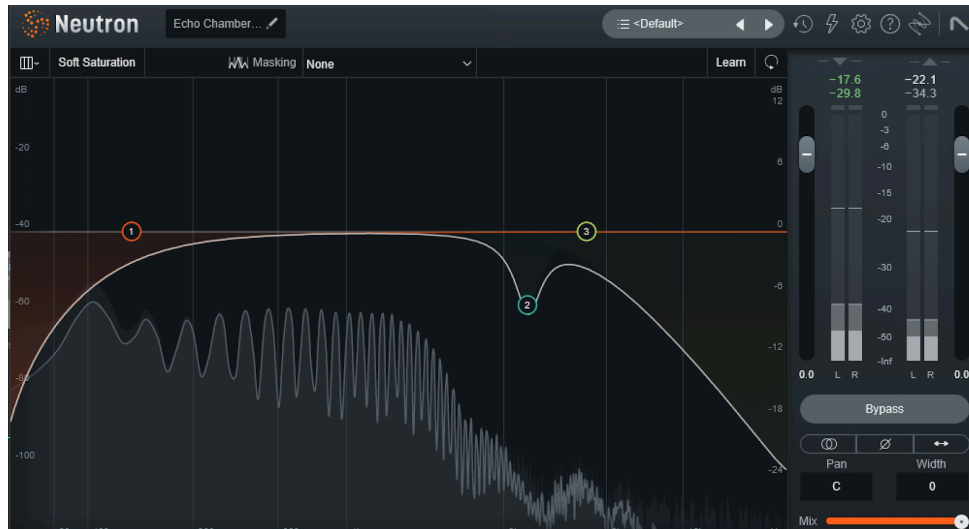 Neutron Echo Chamber... <Default>
Soft Saturation Masking None Learn
dB dB -17.6 -22.1
12 -29.8 -34.3
0
-3
-20 6 -6
-10
-15
-40 1 3 0 -20
-30
-60 2 -6
-40
-12 -50
-80 -Inf
0.0 L R L R 0.0
-18 Bypass
-100 Pan Width
-24 C 0
Mix